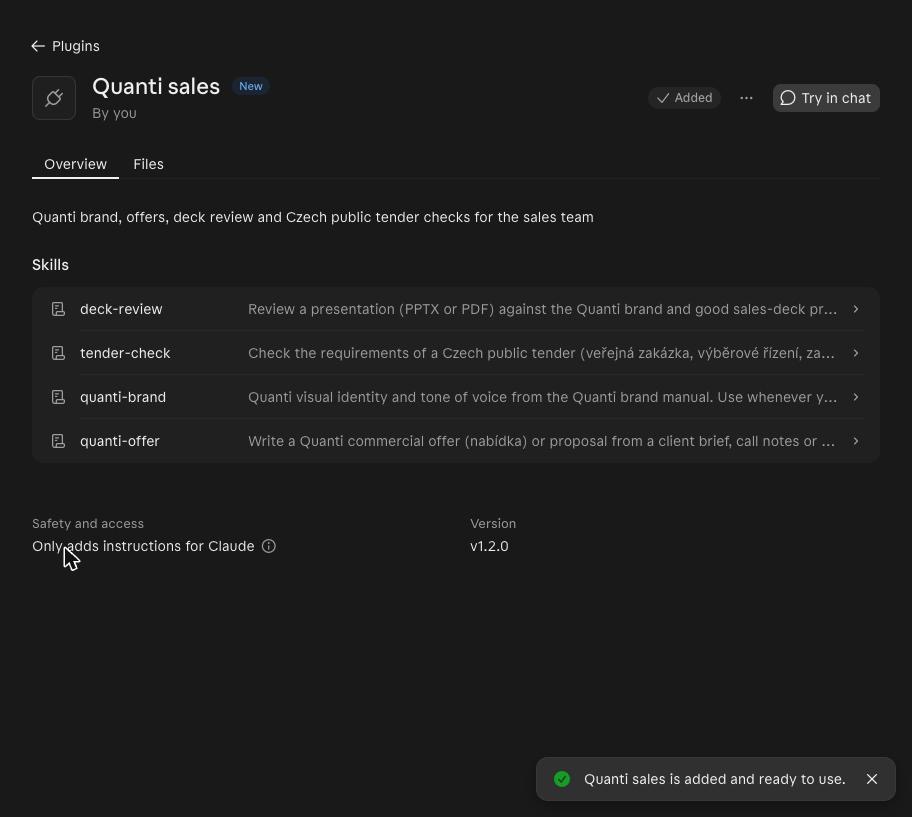 Plugins
Quanti sales New
By you
Added
Try in chat
Overview Files
Quanti brand, offers, deck review and Czech public tender checks for the sales team
Skills
deck-review Review a presentation (PPTX or PDF) against the Quanti brand and good sales-deck pr...
tender-check Check the requirements of a Czech public tender (veřejná zakázka, výběrové řízení, za...
quanti-brand Quanti visual identity and tone of voice from the Quanti brand manual. Use whenever y...
quanti-offer Write a Quanti commercial offer (nabídka) or proposal from a client brief, call notes or ...
Safety and access Version
Only adds instructions for Claude v1.2.0
Quanti sales is added and ready to use.